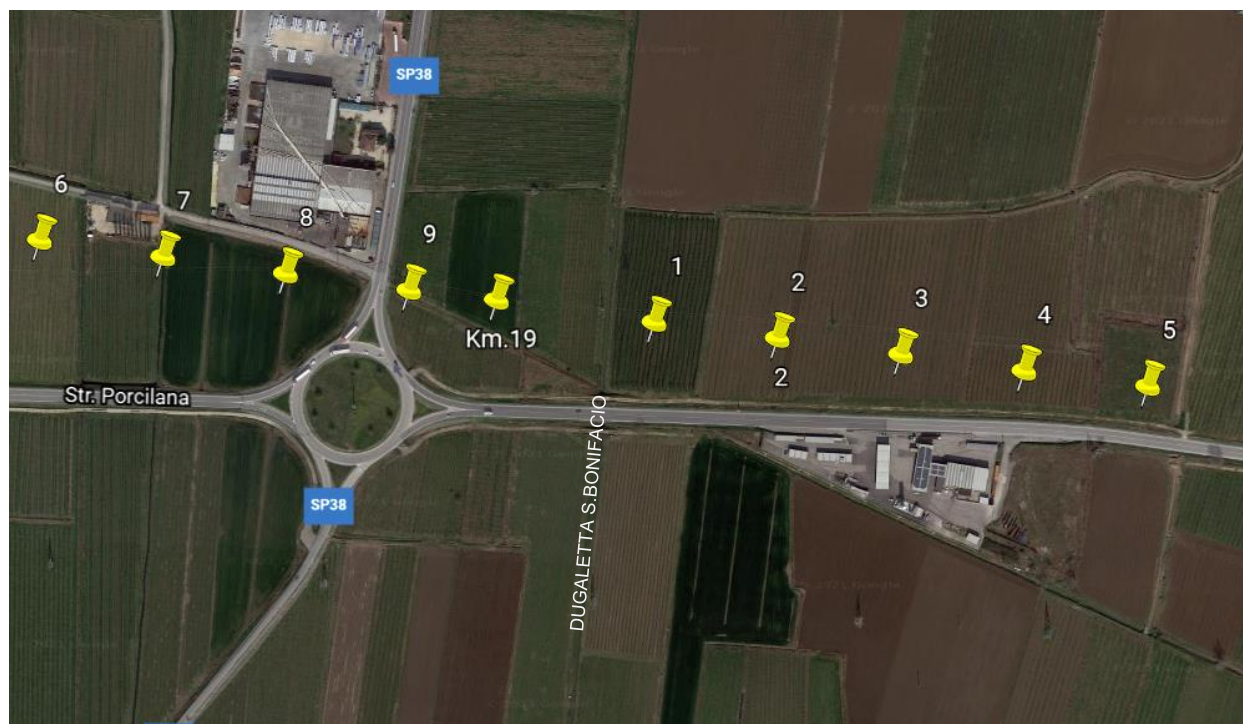 SP38
6
7
8
9
1
2
3
4
5
Km.19
2
Str. Porcilana
DUGALETTA S.BONIFACIO
SP38